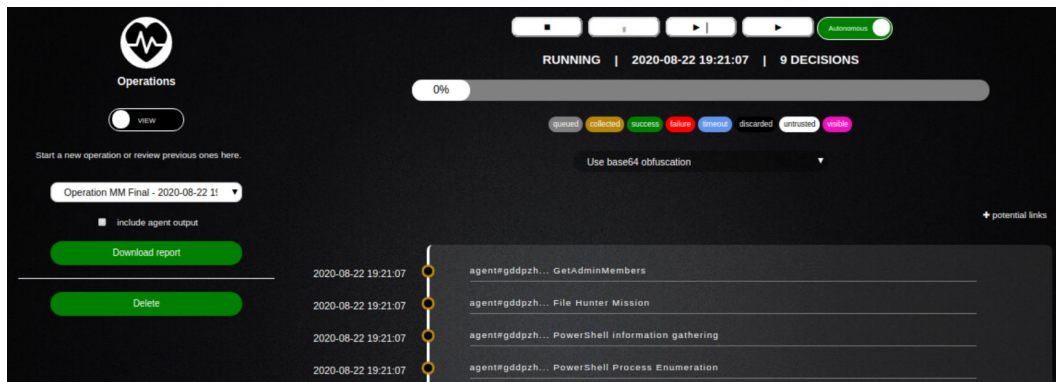 Autonomous
RUNNING | 2020-08-22 19:21:07 | 9 DECISIONS
Operations
0%
VIEW
queued collected success failure timeout discarded untrusted visible
Start a new operation or review previous ones here.
Use base64 obfuscation
Operation MM Final - 2020-08-22 1
include agent output
+ potential links
Download report
2020-08-22 19:21:07 agent#gddpzh... GetAdminMembers
Delete
2020-08-22 19:21:07 agent#gddpzh... File Hunter Mission
2020-08-22 19:21:07 agent#gddpzh... PowerShell information gathering
2020-08-22 19:21:07 agent#gddpzh... PowerShell Process Enumeration